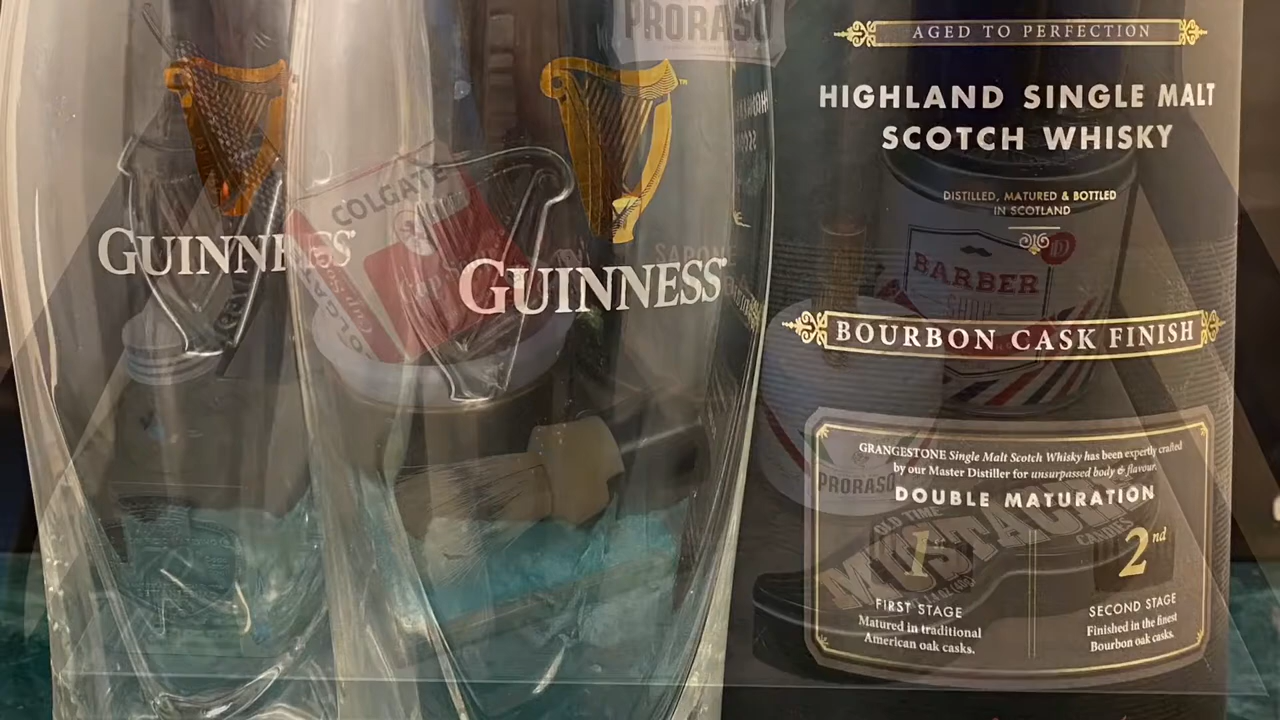 PRORASO
GUINNESS
COLGATE
GUINNESS
AGED TO PERFECTION
HIGHLAND SINGLE MALT
SCOTCH WHISKY
DISTILLED, MATURED & BOTTLED
IN SCOTLAND
BARBER
SHOP
BOURBON CASK FINISH
GRANGESTONE Single Malt Scotch Whisky has been expertly crafted
by our Master Distiller for unsurpassed body & flavour.
PRORASO
DOUBLE MATURATION
OLD TIME
MUSTACHE
CANDIES
1st
2nd
FIRST STAGE
Matured in traditional
American oak casks.
SECOND STAGE
Finished in the finest
Bourbon oak casks.